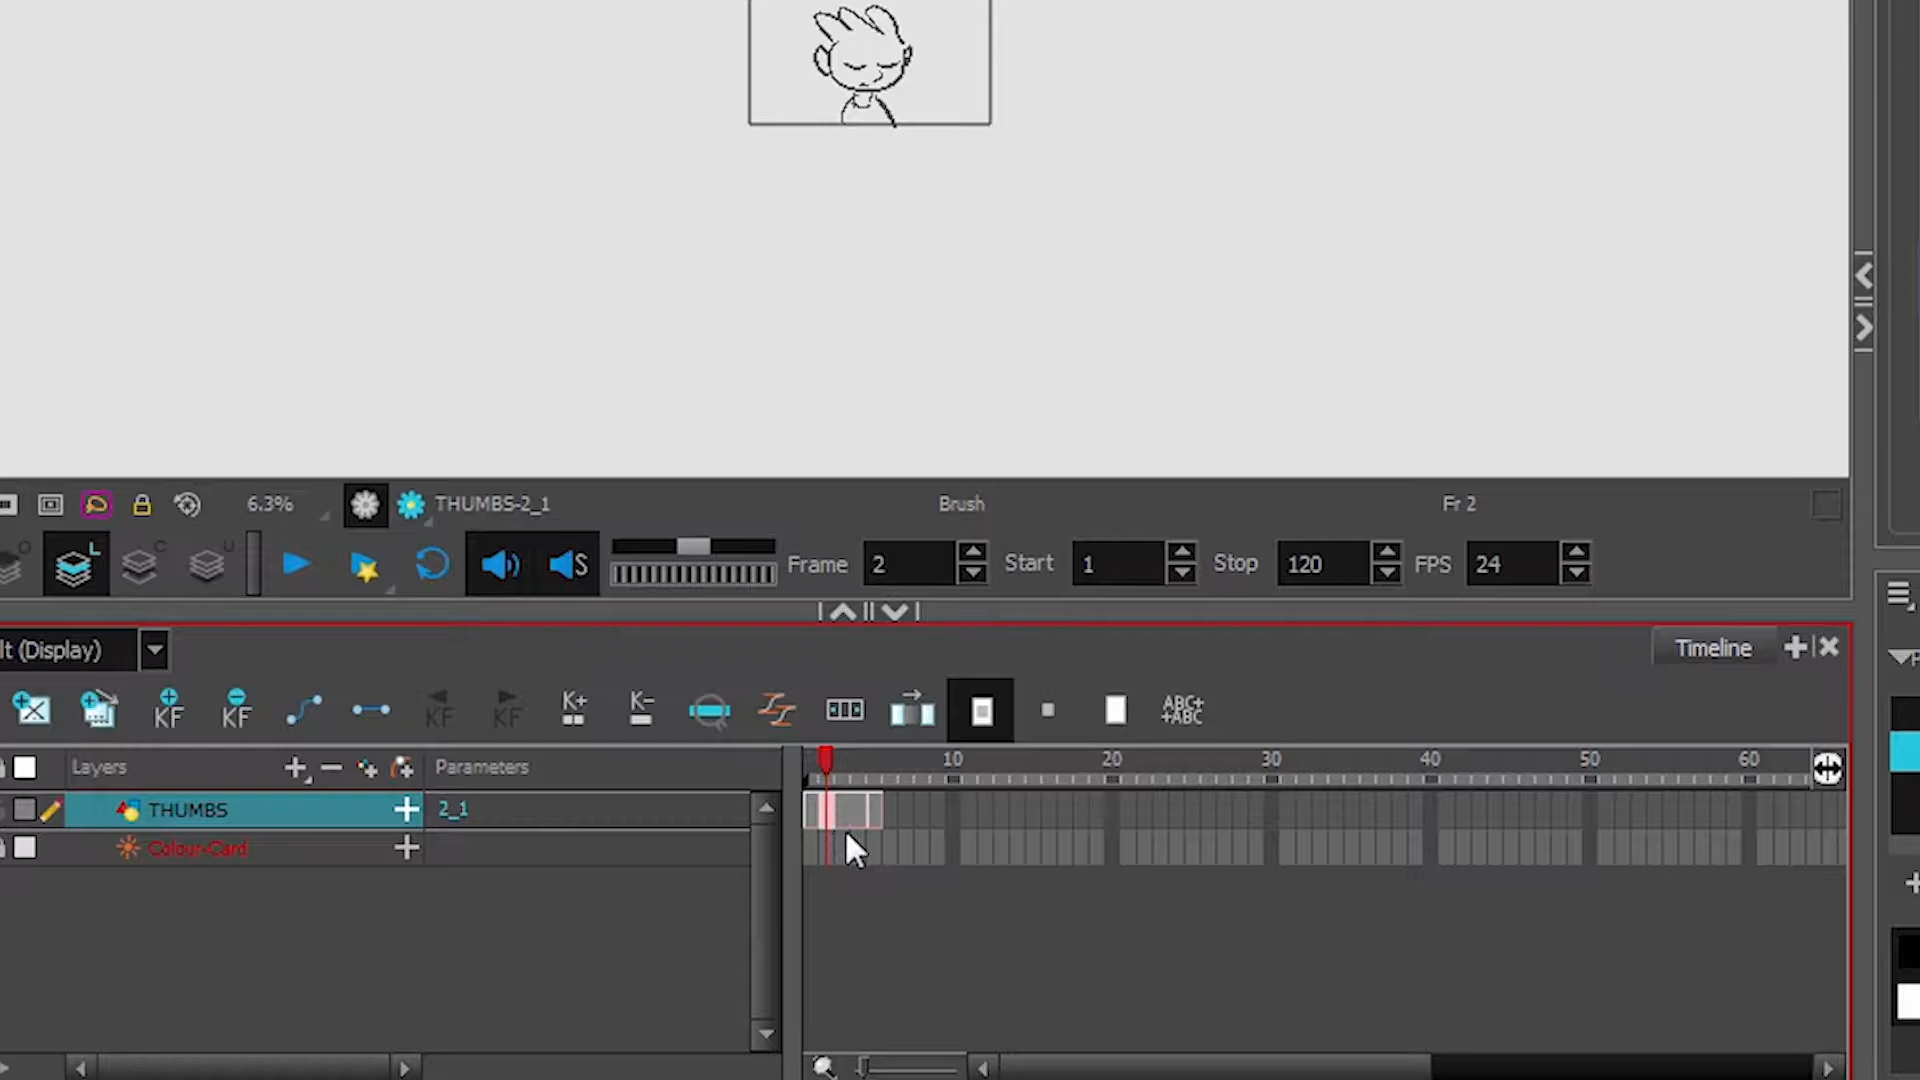 6.3%
THUMBS-2_1
Brush
Fr 2
O
L
C
U
S
Frame
2
Start
1
Stop
120
FPS
24
lt (Display)
Timeline
KF
KF
KF
KF
K+
K-
ABC+
+ABC
Layers
Parameters
10
20
30
40
50
60
THUMBS
2_1
Colour-Card